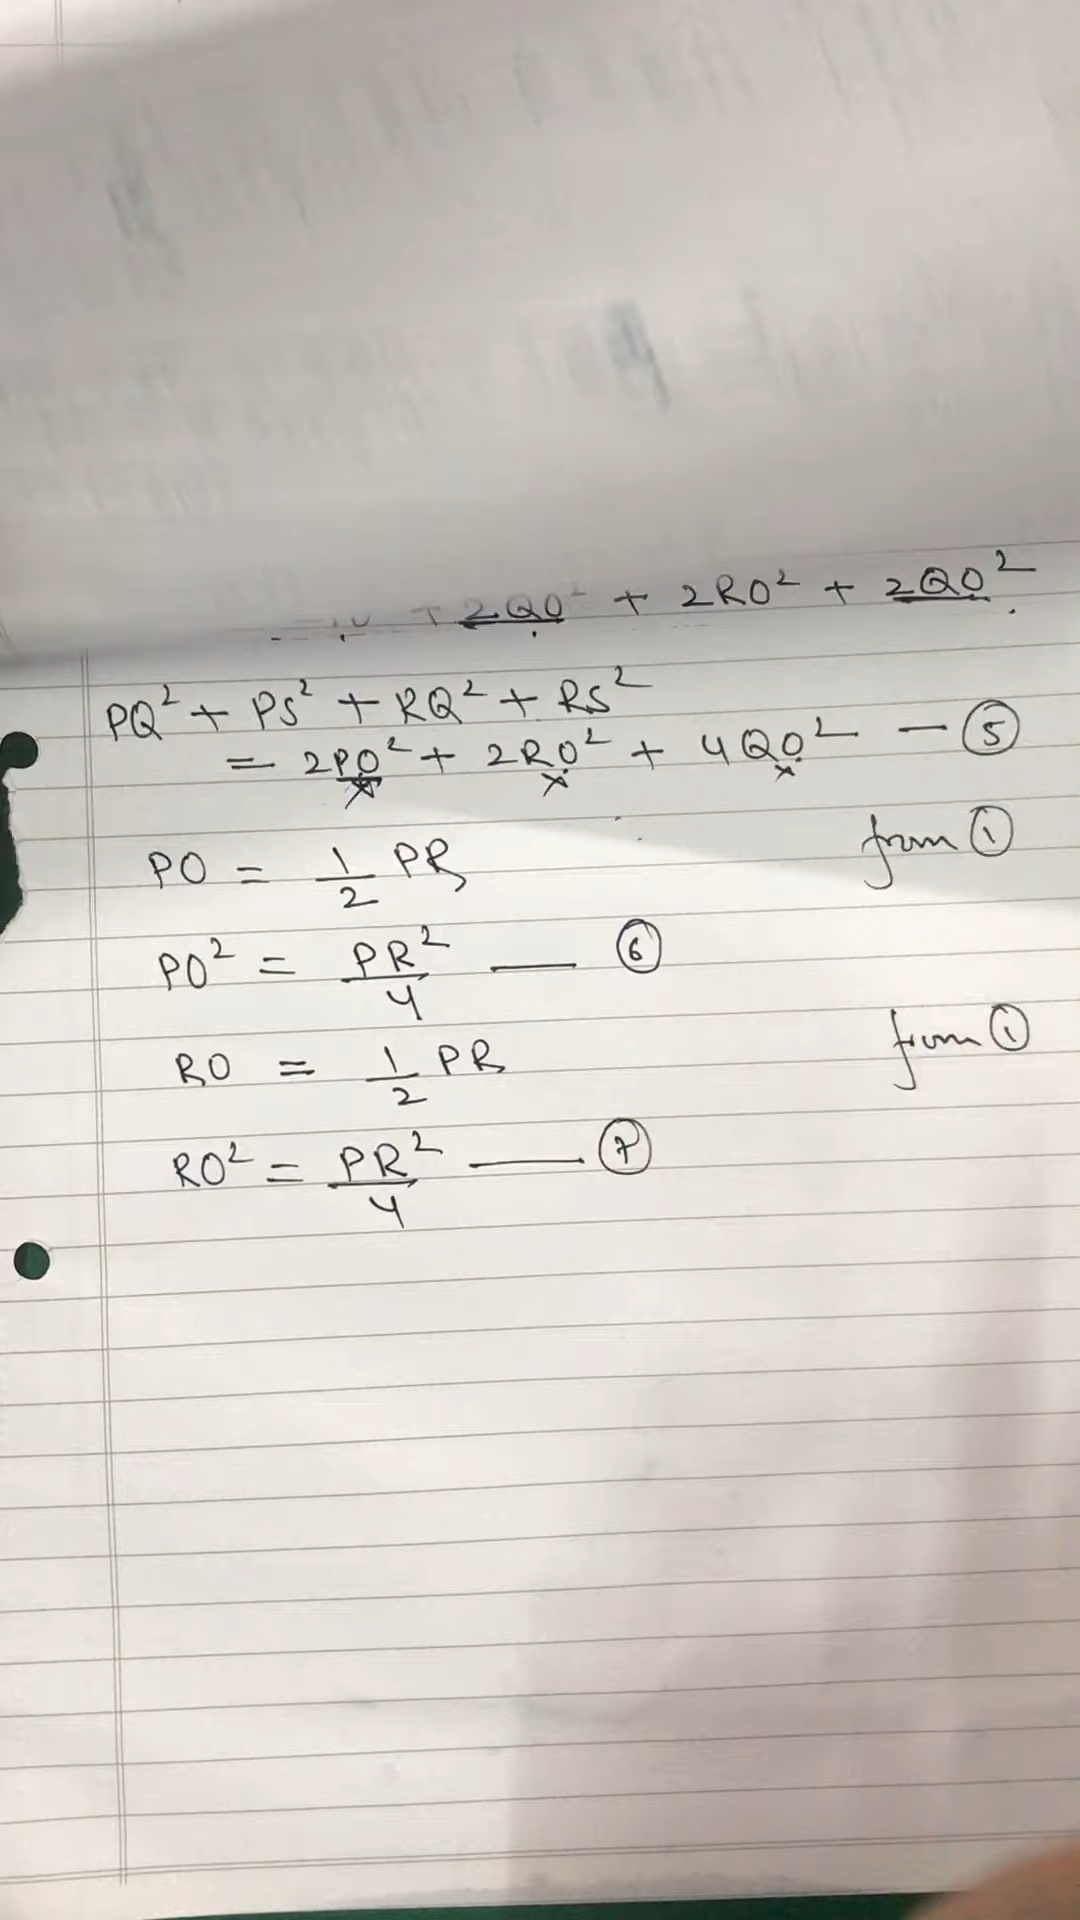 + 2QO² + 2RO² + 2QO²
PQ² + PS² + RQ² + RS²
= 2PO² + 2RO² + 4QO² — ⑤
PO = 1/2 PR from ①
PO² = PR²/4 — ⑥
RO = 1/2 PR from ①
RO² = PR²/4 — ⑦